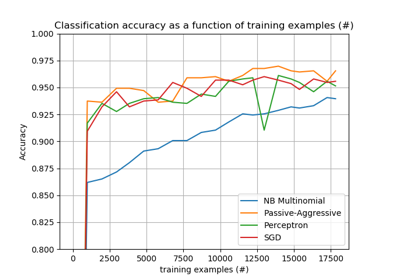 Classification accuracy as a function of training examples (#)
1.000
0.975
0.950
0.925
0.900
0.875
0.850
0.825
0.800
Accuracy
NB Multinomial
Passive-Aggressive
Perceptron
SGD
0 2500 5000 7500 10000 12500 15000 17500
training examples (#)